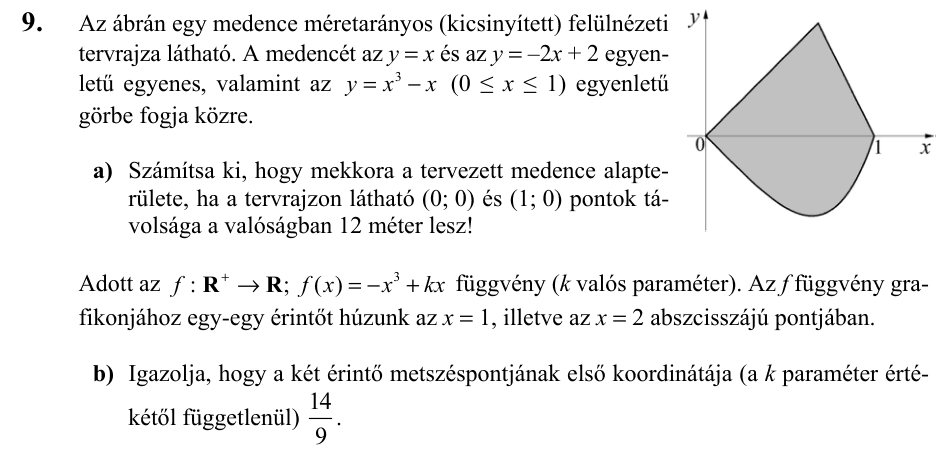 9. Az ábrán egy medence méretarányos (kicsinyített) felülnézeti
tervrajza látható. A medencét az y = x és az y = –2x + 2 egyen-
letű egyenes, valamint az y = x³ – x (0 ≤ x ≤ 1) egyenletű
görbe fogja közre.
y
0
1
x
a) Számítsa ki, hogy mekkora a tervezett medence alapte-
rülete, ha a tervrajzon látható (0; 0) és (1; 0) pontok tá-
volsága a valóságban 12 méter lesz!
Adott az f : R⁺ → R; f(x) = –x³ + kx függvény (k valós paraméter). Az f függvény gra-
fikonjához egy-egy érintőt húzunk az x = 1, illetve az x = 2 abszcisszájú pontjában.
b) Igazolja, hogy a két érintő metszéspontjának első koordinátája (a k paraméter érté-
kétől függetlenül) 14/9.